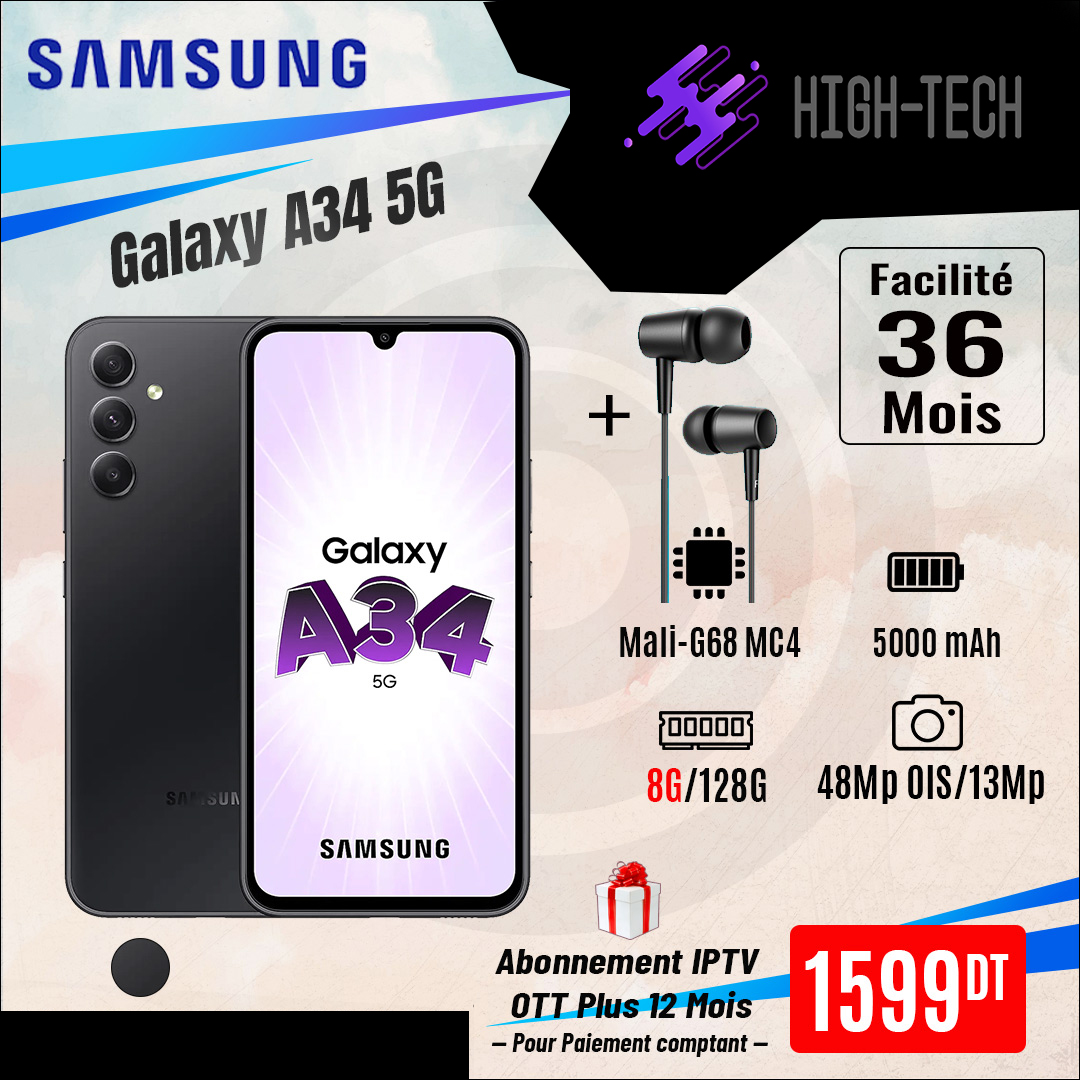 SAMSUNG
HIGH-TECH
Galaxy A34 5G
Facilité
36
Mois
+
Galaxy
A34
5G
Mali-G68 MC4
5000 mAh
8G/128G
48Mp OIS/13Mp
SAMSUN
SAMSUNG
Abonnement IPTV
OTT Plus 12 Mois
– Pour Paiement comptant –
1599DT